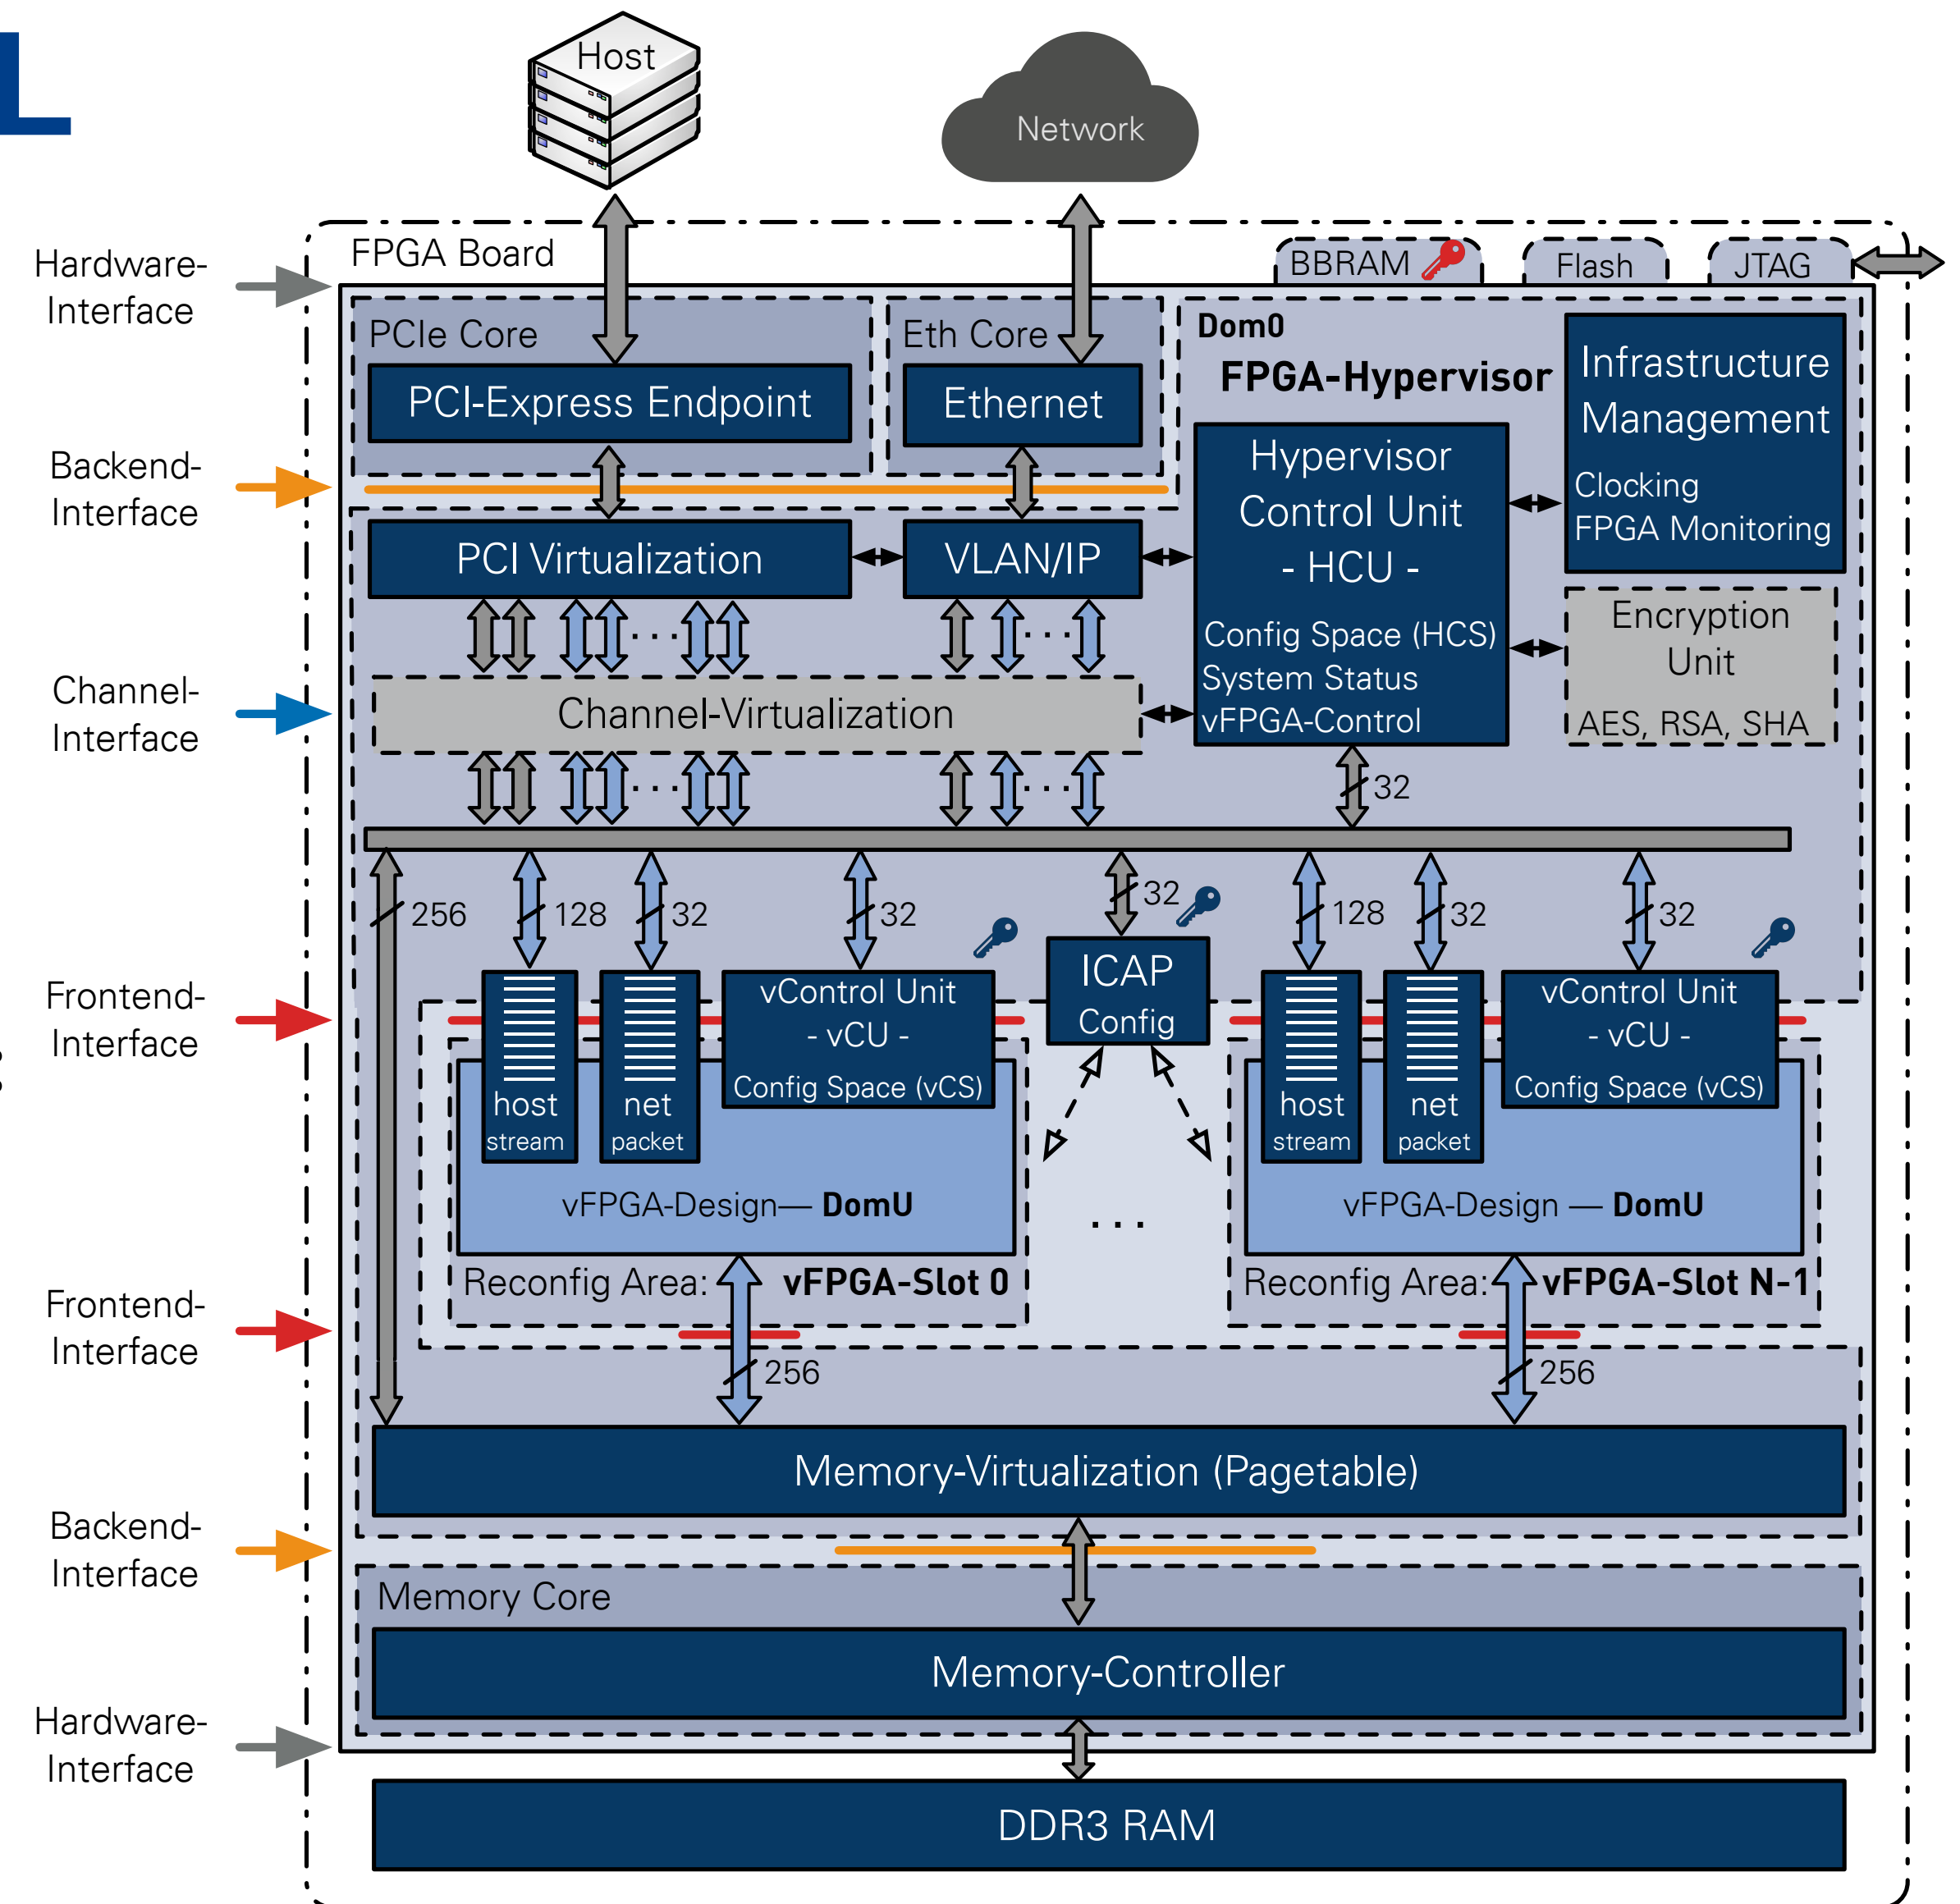 L
Host
Network
FPGA Board
BBRAM
Flash
JTAG
Hardware-
Interface
PCIe Core
Eth Core
Dom0
FPGA-Hypervisor
PCI-Express Endpoint
Ethernet
Infrastructure
Management
Clocking
FPGA Monitoring
Backend-
Interface
Hypervisor
Control Unit
- HCU -
Config Space (HCS)
System Status
vFPGA-Control
PCI Virtualization
VLAN/IP
. . .
. . .
Encryption
Unit
AES, RSA, SHA
Channel-
Interface
Channel-Virtualization
. . .
. . .
32
256
128
32
32
32
128
32
32
Frontend-
Interface
host
stream
net
packet
vControl Unit
- vCU -
Config Space (vCS)
vFPGA-Design— DomU
Reconfig Area: vFPGA-Slot 0
ICAP
Config
. . .
host
stream
net
packet
vControl Unit
- vCU -
Config Space (vCS)
vFPGA-Design — DomU
Reconfig Area: vFPGA-Slot N-1
:
Frontend-
Interface
256
256
Memory-Virtualization (Pagetable)
Backend-
Interface
Memory Core
Memory-Controller
Hardware-
Interface
DDR3 RAM